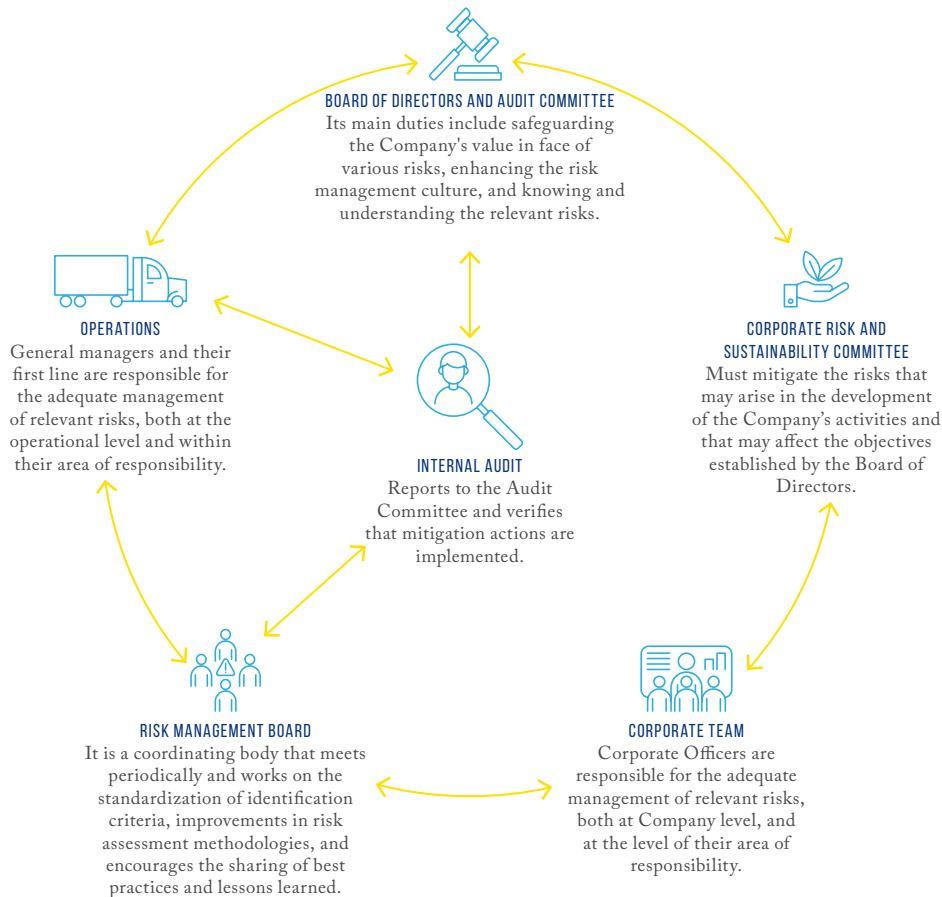 BOARD OF DIRECTORS AND AUDIT COMMITTEE
Its main duties include safeguarding
the Company's value in face of
various risks, enhancing the risk
management culture, and knowing and
understanding the relevant risks.
OPERATIONS
General managers and their
first line are responsible for
the adequate management
of relevant risks, both at the
operational level and within
their area of responsibility.
CORPORATE RISK AND
SUSTAINABILITY COMMITTEE
Must mitigate the risks that
may arise in the development
of the Company’s activities and
that may affect the objectives
established by the Board of
Directors.
INTERNAL AUDIT
Reports to the Audit
Committee and verifies
that mitigation actions are
implemented.
RISK MANAGEMENT BOARD
It is a coordinating body that meets
periodically and works on the
standardization of identification
criteria, improvements in risk
assessment methodologies, and
encourages the sharing of best
practices and lessons learned.
CORPORATE TEAM
Corporate Officers are
responsible for the adequate
management of relevant risks,
both at Company level, and
at the level of their area of
responsibility.